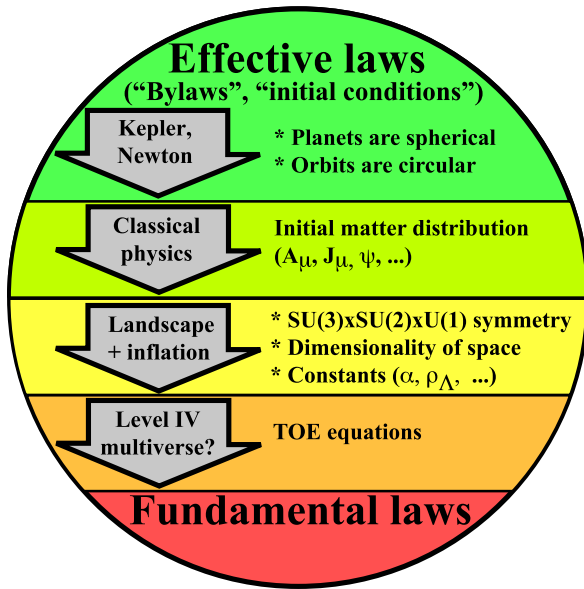 Effective laws
(“Bylaws”, “initial conditions”)
Kepler,
Newton
* Planets are spherical
* Orbits are circular
Classical
physics
Initial matter distribution
(Aμ, Jμ, ψ, ...)
Landscape
+ inflation
* SU(3)xSU(2)xU(1) symmetry
* Dimensionality of space
* Constants (α, ρΛ, ...)
Level IV
multiverse?
TOE equations
Fundamental laws